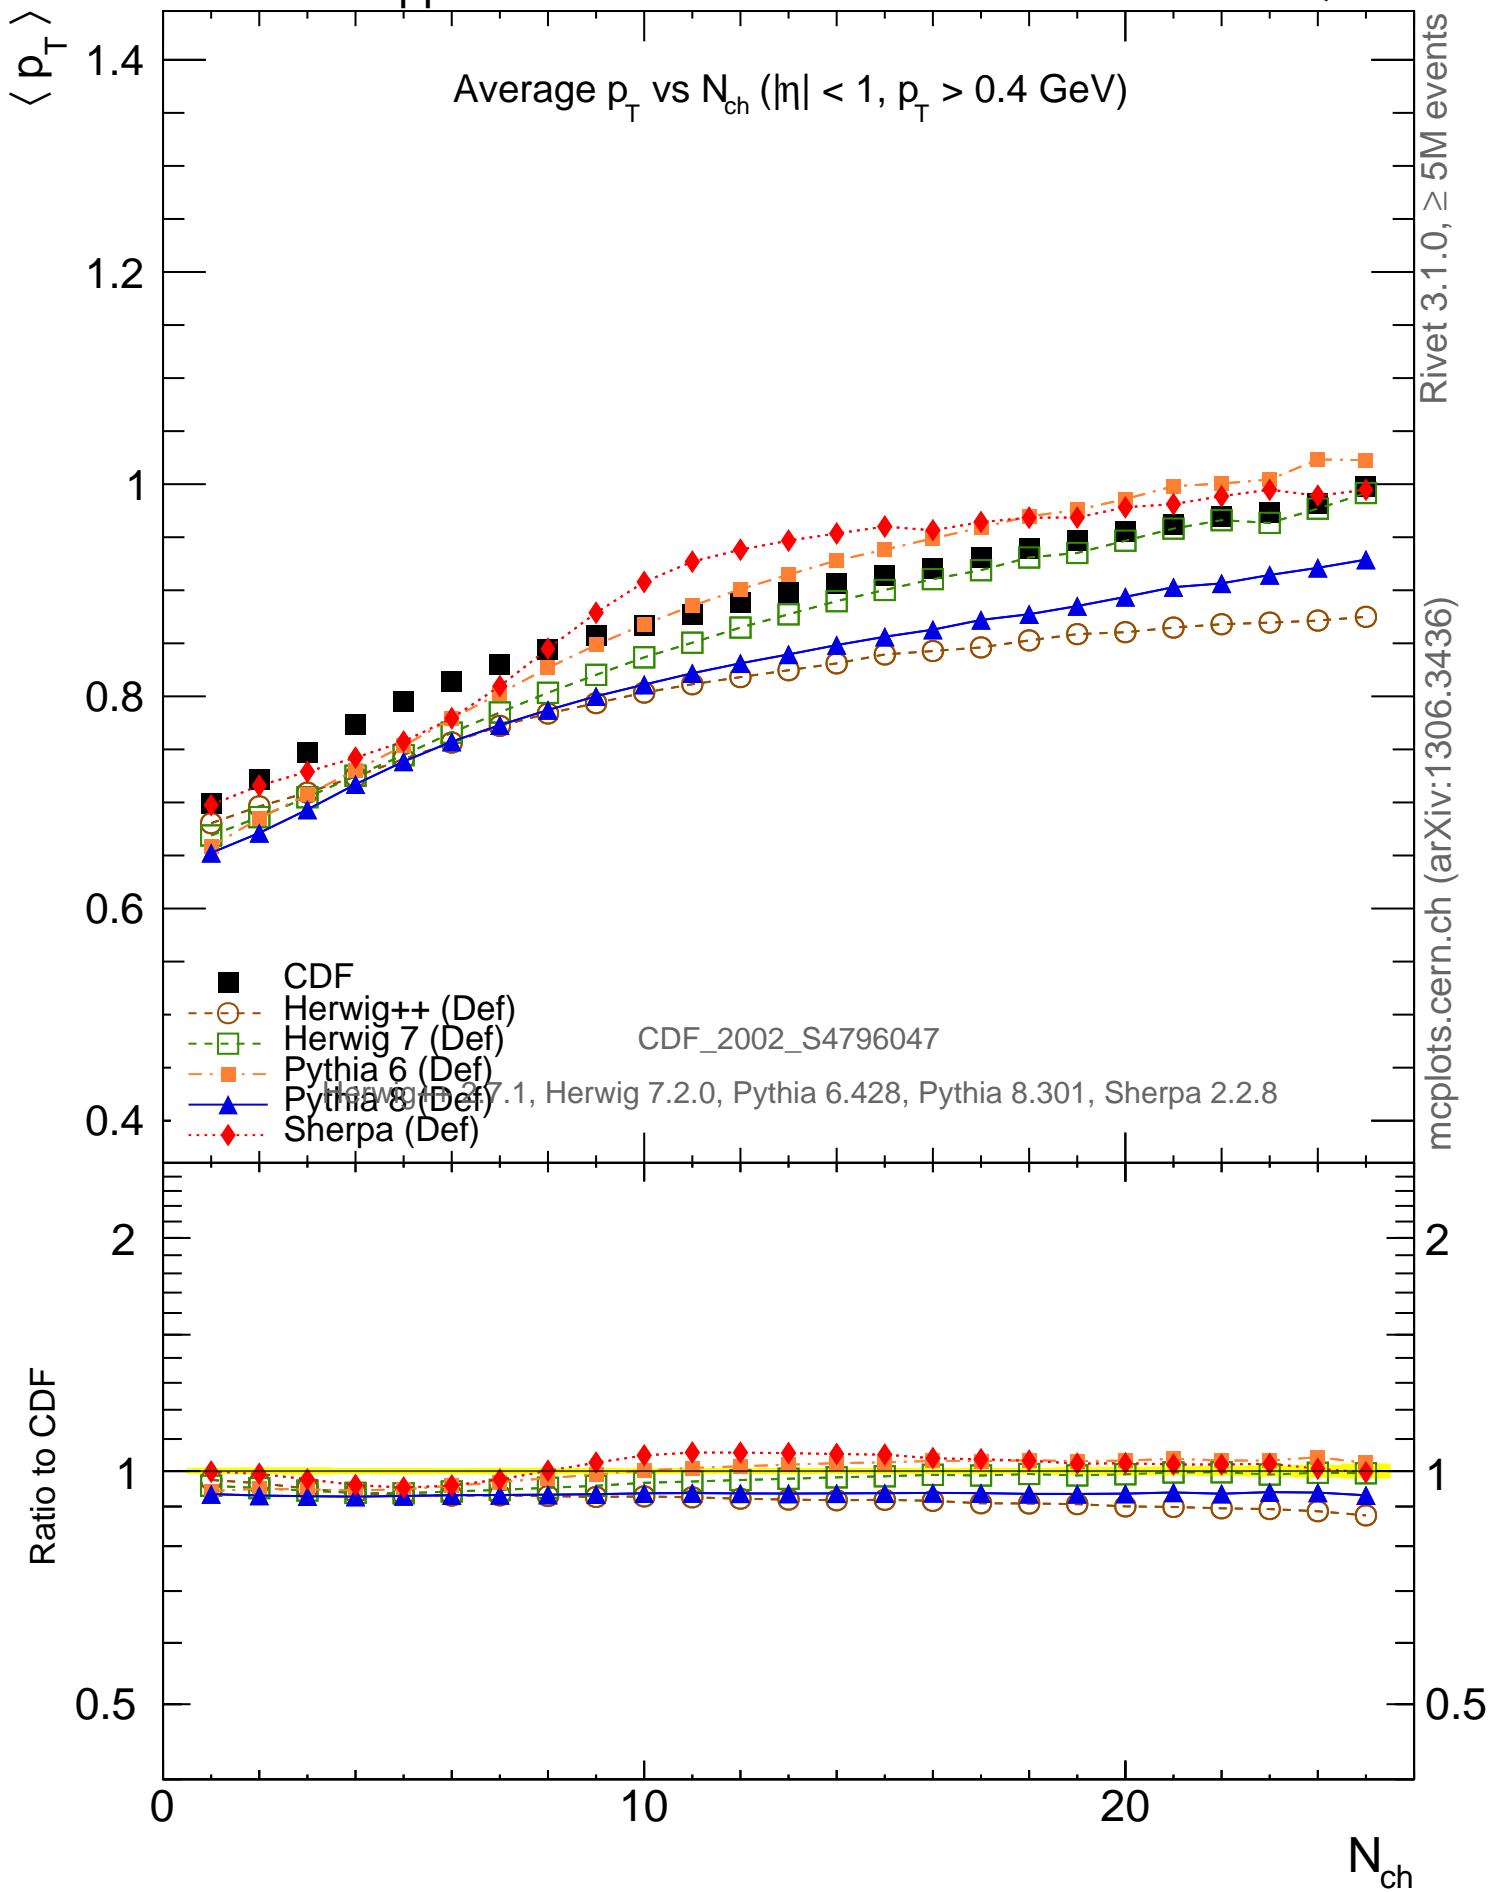 ⟨ p_T ⟩
Average p_T vs N_ch (|η| < 1, p_T > 0.4 GeV)
1.4
1.2
1
0.8
0.6
0.4
CDF
Herwig++ (Def)
Herwig 7 (Def)
Pythia 6 (Def)
Pythia 8 (Def)
Sherpa (Def)
CDF_2002_S4796047
Herwig++ 2.7.1, Herwig 7.2.0, Pythia 6.428, Pythia 8.301, Sherpa 2.2.8
Rivet 3.1.0, ≥ 5M events
mcplots.cern.ch (arXiv:1306.3436)
Ratio to CDF
2 2
1 1
0.5 0.5
0 10 20
N_ch